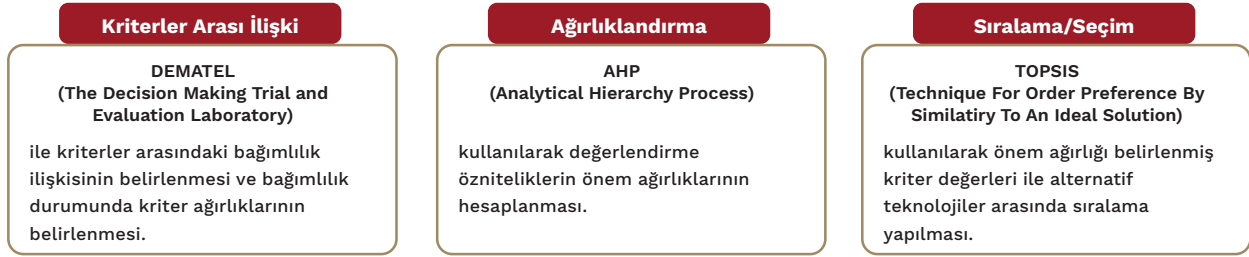 Kriterler Arası İlişki
DEMATEL
(The Decision Making Trial and
Evaluation Laboratory)
ile kriterler arasındaki bağımlılık
ilişkisinin belirlenmesi ve bağımlılık
durumunda kriter ağırlıklarının
belirlenmesi.
Ağırlıklandırma
AHP
(Analytical Hierarchy Process)
kullanılarak değerlendirme
özniteliklerin önem ağırlıklarının
hesaplanması.
Sıralama/Seçim
TOPSIS
(Technique For Order Preference By
Similatiry To An Ideal Solution)
kullanılarak önem ağırlığı belirlenmiş
kriter değerleri ile alternatif
teknolojiler arasında sıralama
yapılması.